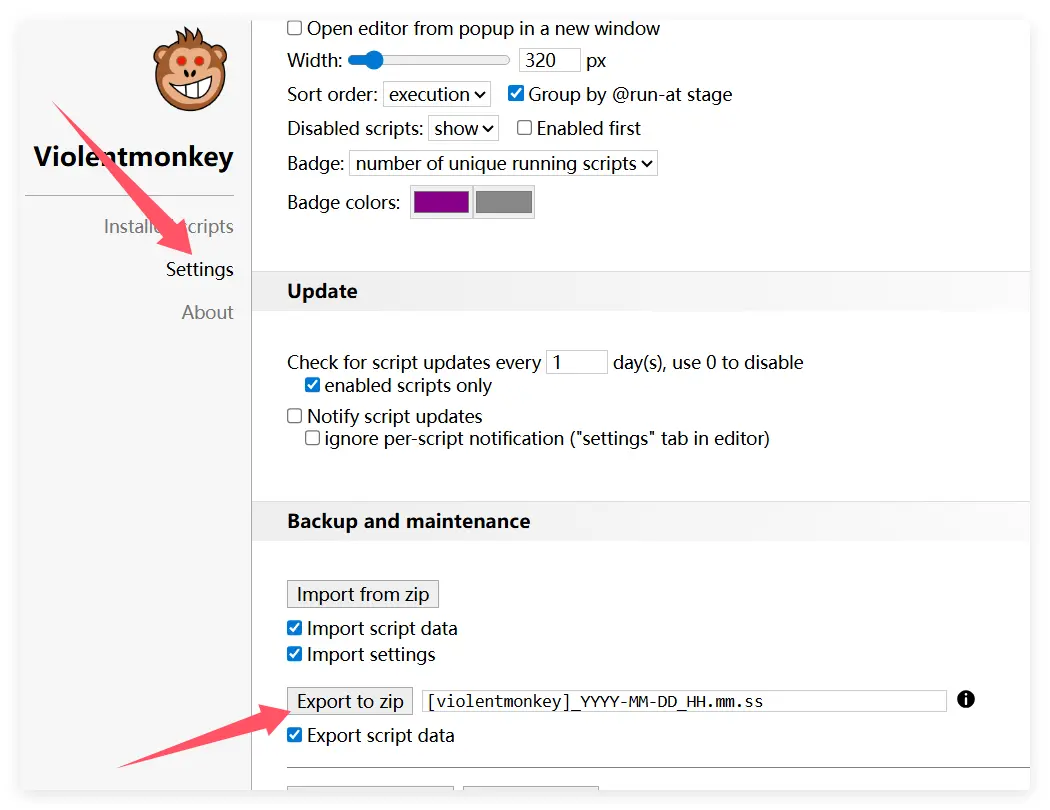 Open editor from popup in a new window
Width: 320 px
Sort order: execution Group by @run-at stage
Disabled scripts: show Enabled first
Badge: number of unique running scripts
Badge colors:
Violentmonkey
Installed scripts
Settings
About
Update
Check for script updates every 1 day(s), use 0 to disable
enabled scripts only
Notify script updates
ignore per-script notification ("settings" tab in editor)
Backup and maintenance
Import from zip
Import script data
Import settings
Export to zip [violentmonkey]_YYYY-MM-DD_HH.mm.ss
Export script data